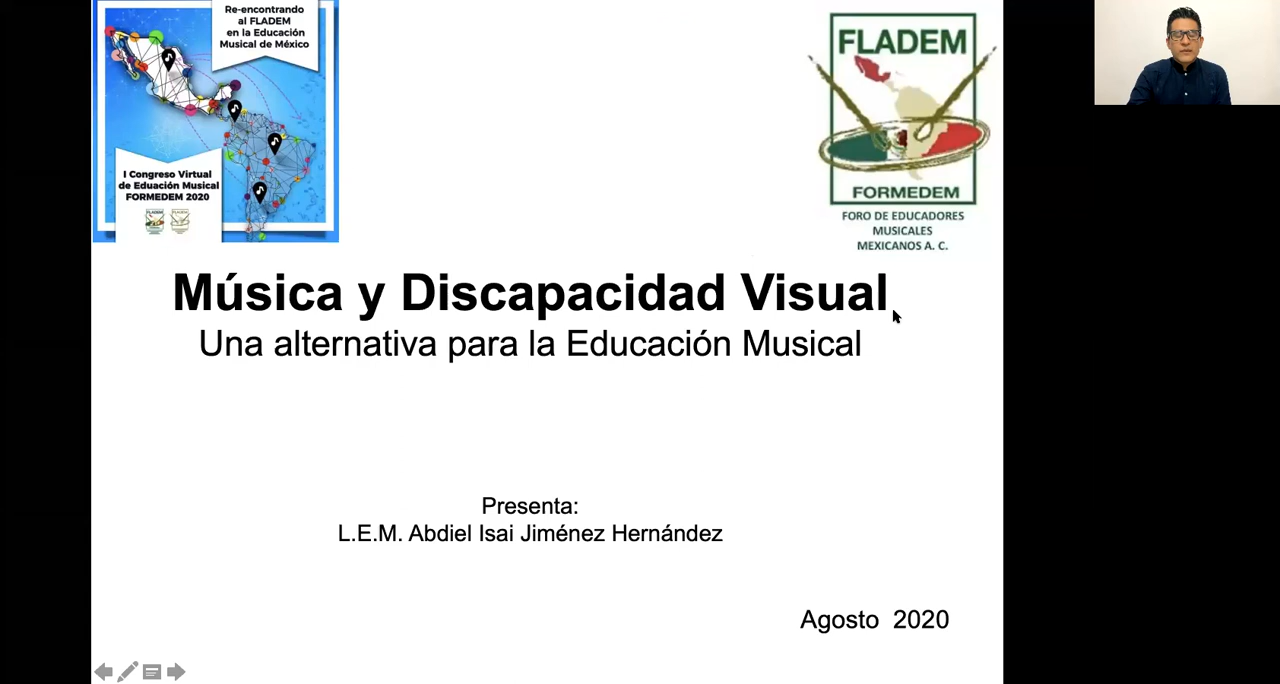 Re-encontrando
al FLADEM
en la Educación
Musical de México
I Congreso Virtual
de Eduación Musical
FORMEDEM 2020
FLADEM
FORMEDEM
FORO DE EDUCADORES
MUSICALES
MEXICANOS A. C.
Música y Discapacidad Visual
Una alternativa para la Educación Musical
Presenta:
L.E.M. Abdiel Isai Jiménez Hernández
Agosto 2020